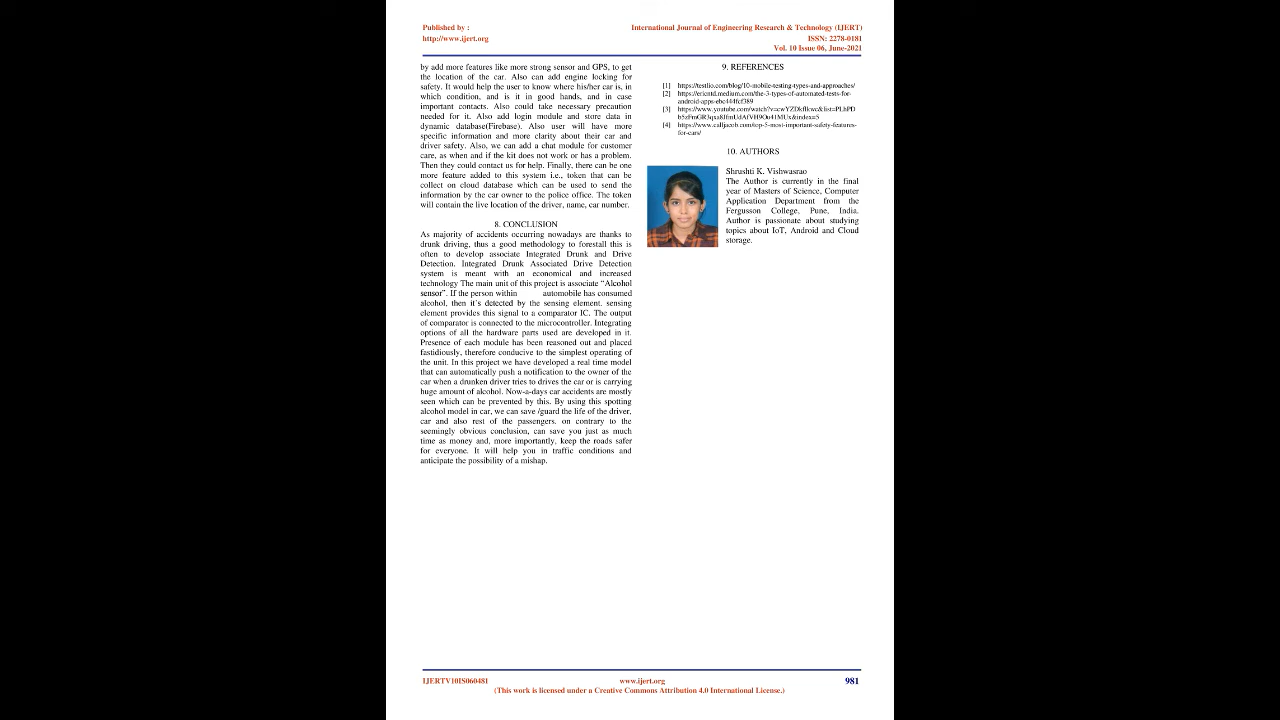 Published by :
http://www.ijert.org
International Journal of Engineering Research & Technology (IJERT)
ISSN: 2278-0181
Vol. 10 Issue 06, June-2021
by add more features like more strong sensor and GPS, to get
the location of the car. Also can add engine locking for
safety. It would help the user to know where his/her car is, in
which condition, and is it in good hands, and in case
important contacts. Also could take necessary precaution
needed for it. Also add login module and store data in
dynamic database(Firebase). Also user will have more
specific information and more clarity about their car and
driver safety. Also, we can add a chat module for customer
care, as when and if the kit does not work or has a problem.
Then they could contact us for help. Finally, there can be one
more feature added to this system i.e., token that can be
collect on cloud database which can be used to send the
information by the car owner to the police office. The token
will contain the live location of the driver, name, car number.
8. CONCLUSION
As majority of accidents occurring nowadays are thanks to
drunk driving, thus a good methodology to forestall this is
often to develop associate Integrated Drunk and Drive
Detection. Integrated Drunk Associated Drive Detection
system is meant with an economical and increased
technology The main unit of this project is associate “Alcohol
sensor”. If the person within automobile has consumed
alcohol, then it’s detected by the sensing element. sensing
element provides this signal to a comparator IC. The output
of comparator is connected to the microcontroller. Integrating
options of all the hardware parts used are developed in it.
Presence of each module has been reasoned out and placed
fastidiously, therefore conducive to the simplest operating of
the unit. In this project we have developed a real time model
that can automatically push a notification to the owner of the
car when a drunken driver tries to drives the car or is carrying
huge amount of alcohol. Now-a-days car accidents are mostly
seen which can be prevented by this. By using this spotting
alcohol model in car, we can save /guard the life of the driver,
car and also rest of the passengers. on contrary to the
seemingly obvious conclusion, can save you just as much
time as money and, more importantly, keep the roads safer
for everyone. It will help you in traffic conditions and
anticipate the possibility of a mishap.
9. REFERENCES
[1] https://testlio.com/blog/10-mobile-testing-types-and-approaches/
[2] https://ericntd.medium.com/the-3-types-of-automated-tests-for-
android-apps-ebc444fcf389
[3]
[4] https://www.calljacob.com/top-5-most-important-safety-features-
for-cars/
10. AUTHORS
Shrushti K. Vishwasrao
The Author is currently in the final
year of Masters of Science, Computer
Application Department from the
Fergusson College, Pune, India.
Author is passionate about studying
topics about IoT, Android and Cloud
storage.
IJERTV10IS060481
www.ijert.org
981
(This work is licensed under a Creative Commons Attribution 4.0 International License.)